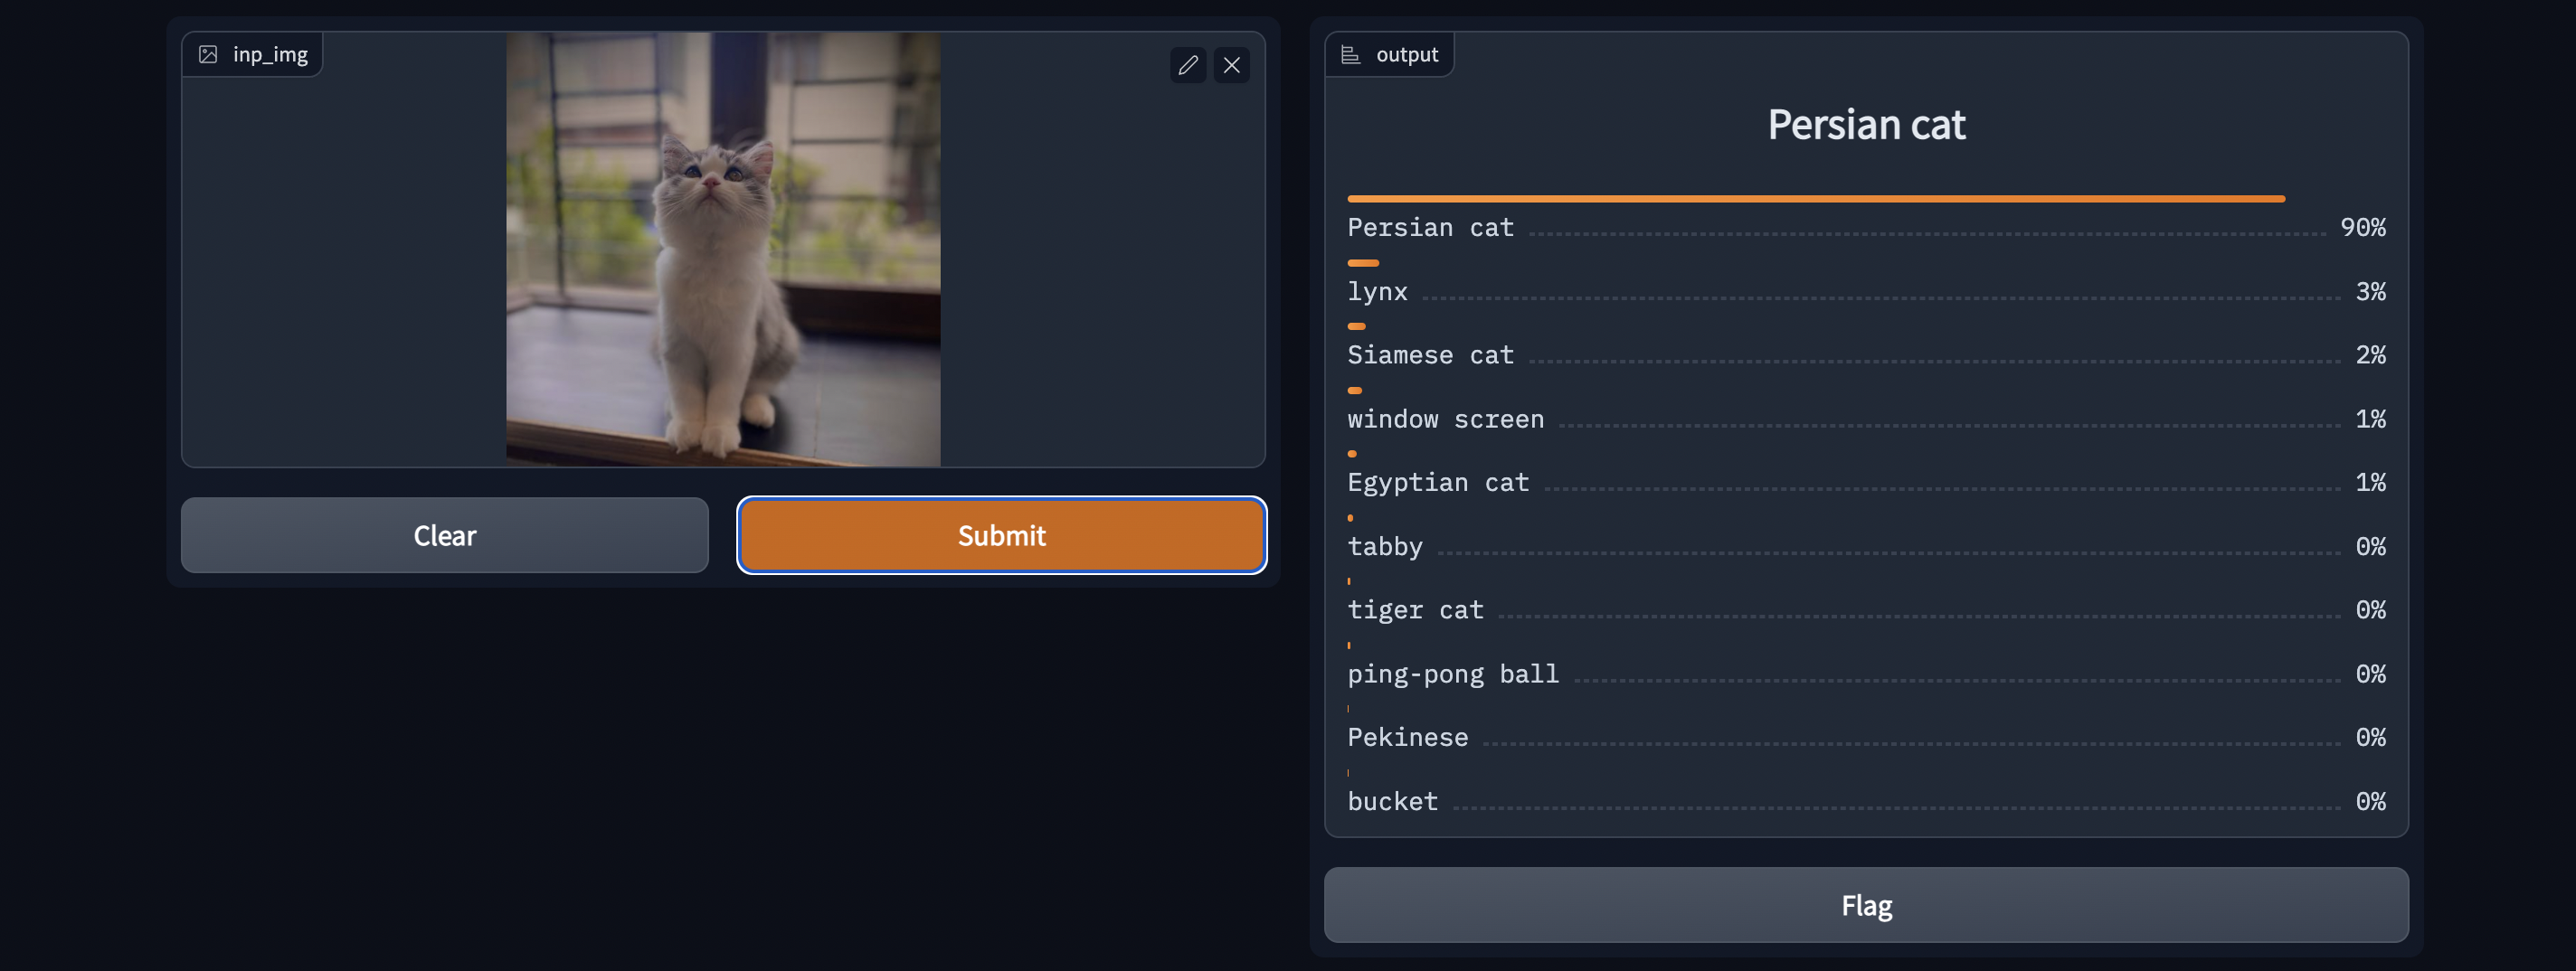 inp_img
Clear
Submit
output
Persian cat
Persian cat 90%
lynx 3%
Siamese cat 2%
window screen 1%
Egyptian cat 1%
tabby 0%
tiger cat 0%
ping-pong ball 0%
Pekinese 0%
bucket 0%
Flag